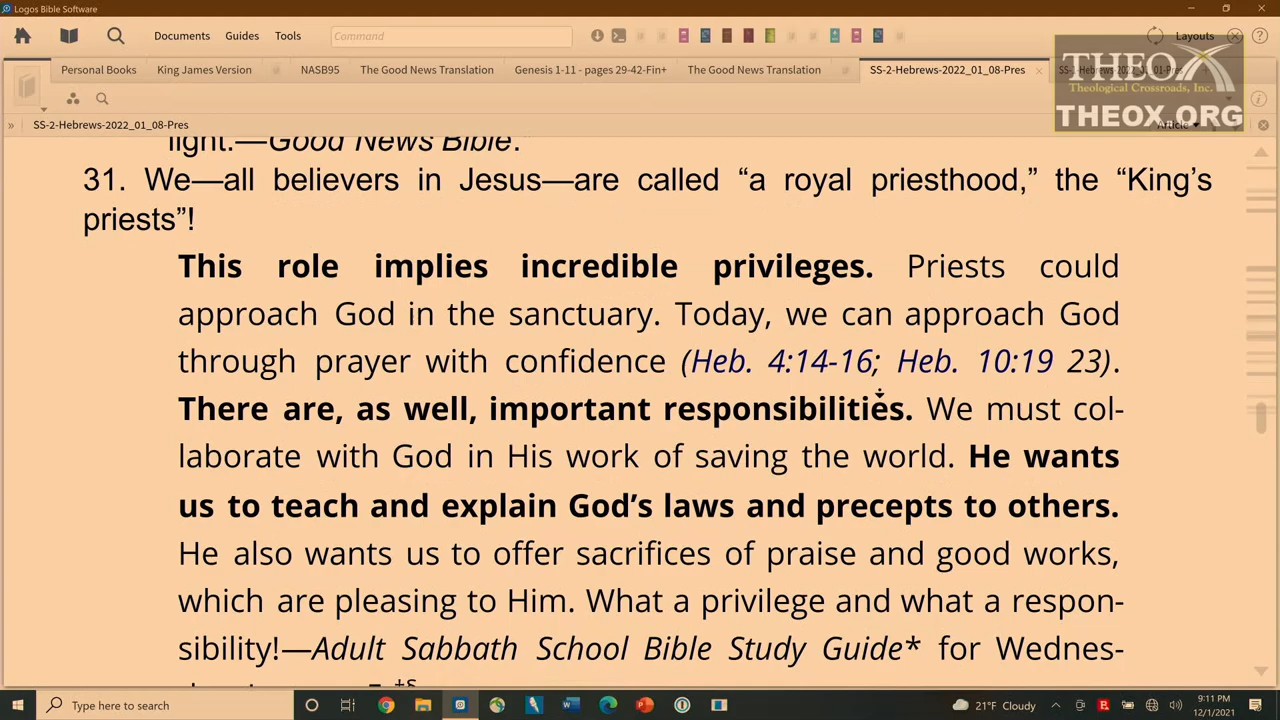 Logos Bible Software
Documents Guides Tools Command Layouts
Personal Books King James Version NASB95 The Good News Translation Genesis 1-11 - pages 29-42-Fin+ The Good News Translation SS-2-Hebrews-2022_01_08-Pres
THEOX
Theological Crossroads, Inc.
THEOX.ORG
SS-2-Hebrews-2022_01_08-Pres Article
light.—Good News Bible.
31. We—all believers in Jesus—are called “a royal priesthood,” the “King’s
priests”!
This role implies incredible privileges. Priests could
approach God in the sanctuary. Today, we can approach God
through prayer with confidence (Heb. 4:14-16; Heb. 10:19 23).
There are, as well, important responsibilities. We must col-
laborate with God in His work of saving the world. He wants
us to teach and explain God’s laws and precepts to others.
He also wants us to offer sacrifices of praise and good works,
which are pleasing to Him. What a privilege and what a respon-
sibility!—Adult Sabbath School Bible Study Guide* for Wednes-
Type here to search 21°F Cloudy 9:11 PM
12/1/2021